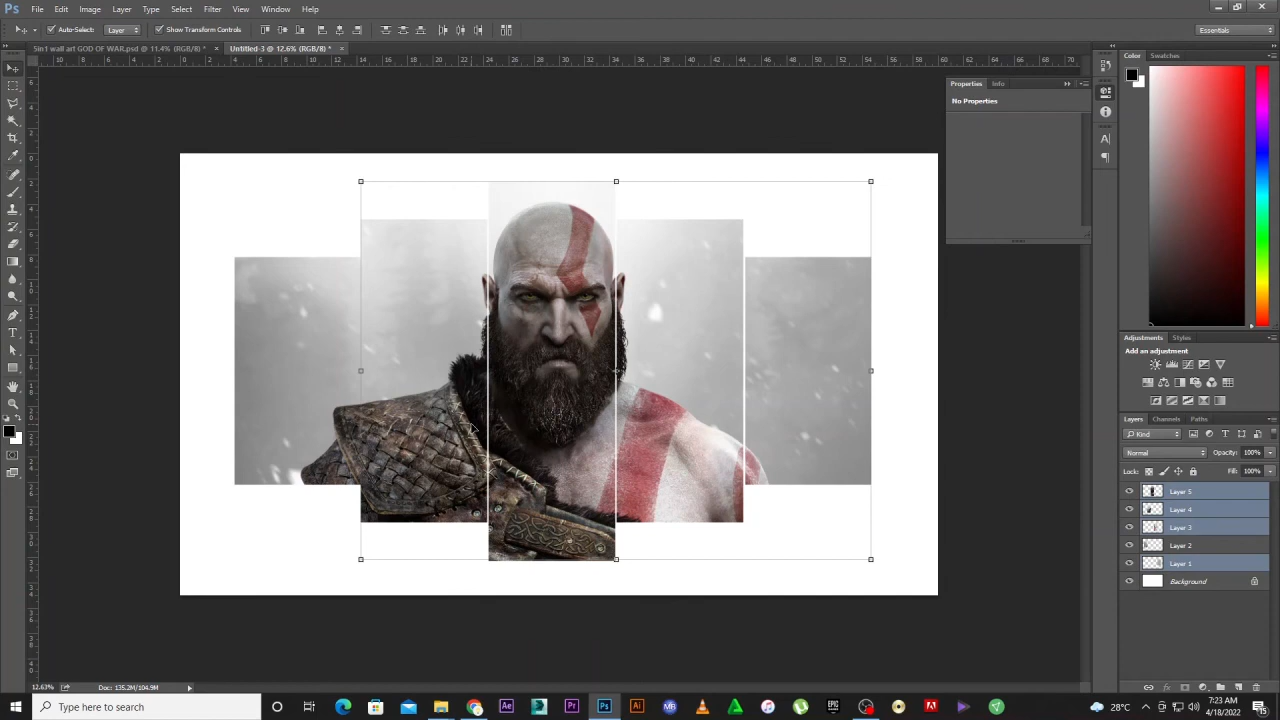 Ps File Edit Image Layer Type Select Filter View Window Help
Auto-Select: Layer Show Transform Controls Essentials
5in1 wall art GOD OF WAR.psd @ 11.4% (RGB/8) * × Untitled-3 @ 12.6% (RGB/8) * ×
Color Swatches
Properties Info
No Properties
Adjustments Styles
Add an adjustment
Layers Channels Paths
Kind
Normal Opacity: 100%
Lock: Fill: 100%
Layer 5
Layer 4
Layer 3
Layer 2
Layer 1
Background
12.63% Doc: 135.2M/104.9M
Type here to search
28°C
7:23 AM
4/18/2022